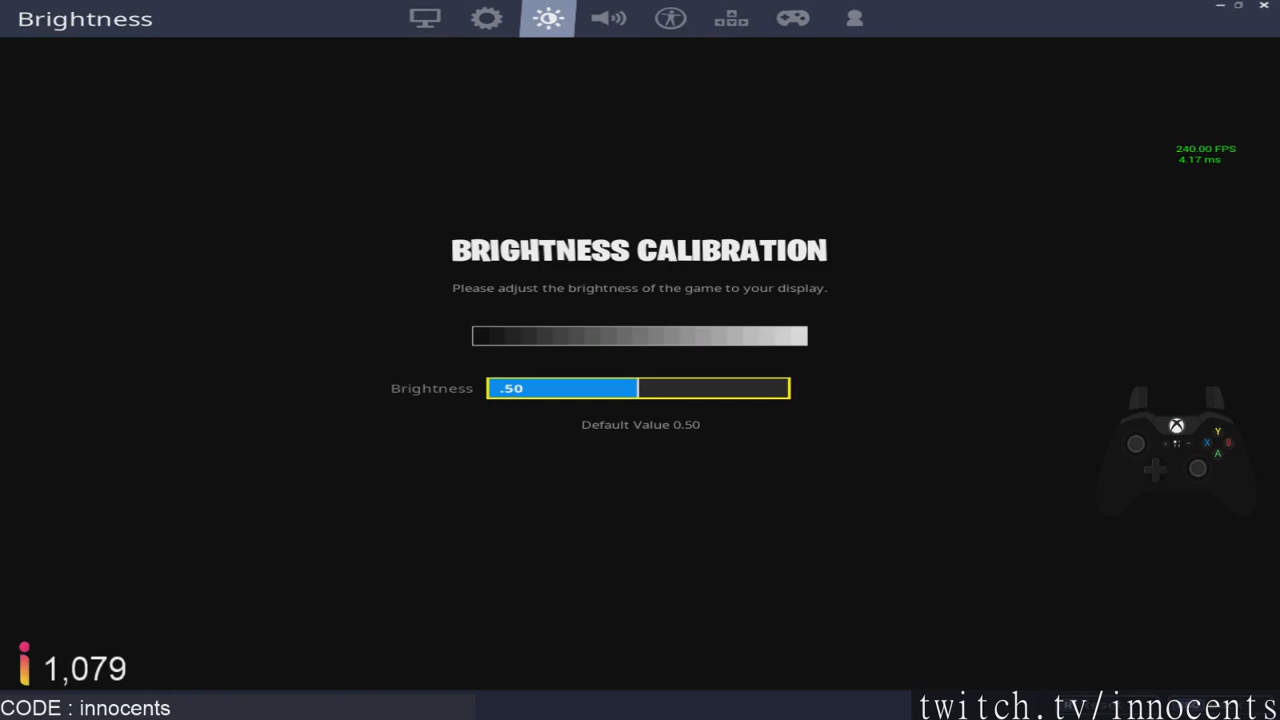 Brightness
240.00 FPS
4.17 ms
BRIGHTNESS CALIBRATION
Please adjust the brightness of the game to your display.
Brightness .50
Default Value 0.50
Y
X B
A
i 1,079
CODE : innocents
twitch.tv/innocents